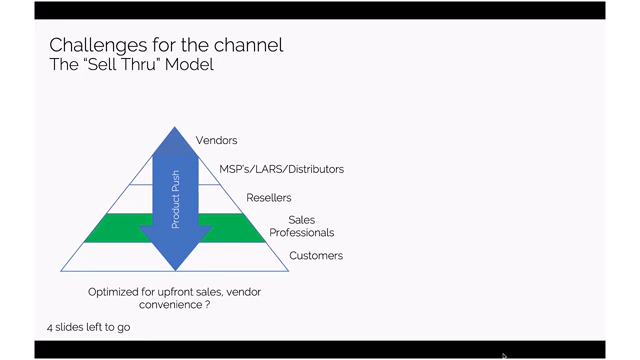 Challenges for the channel
The “Sell Thru” Model
Vendors
MSP's/LARS/Distributors
Product Push
Resellers
Sales
Professionals
Customers
Optimized for upfront sales, vendor
convenience ?
4 slides left to go